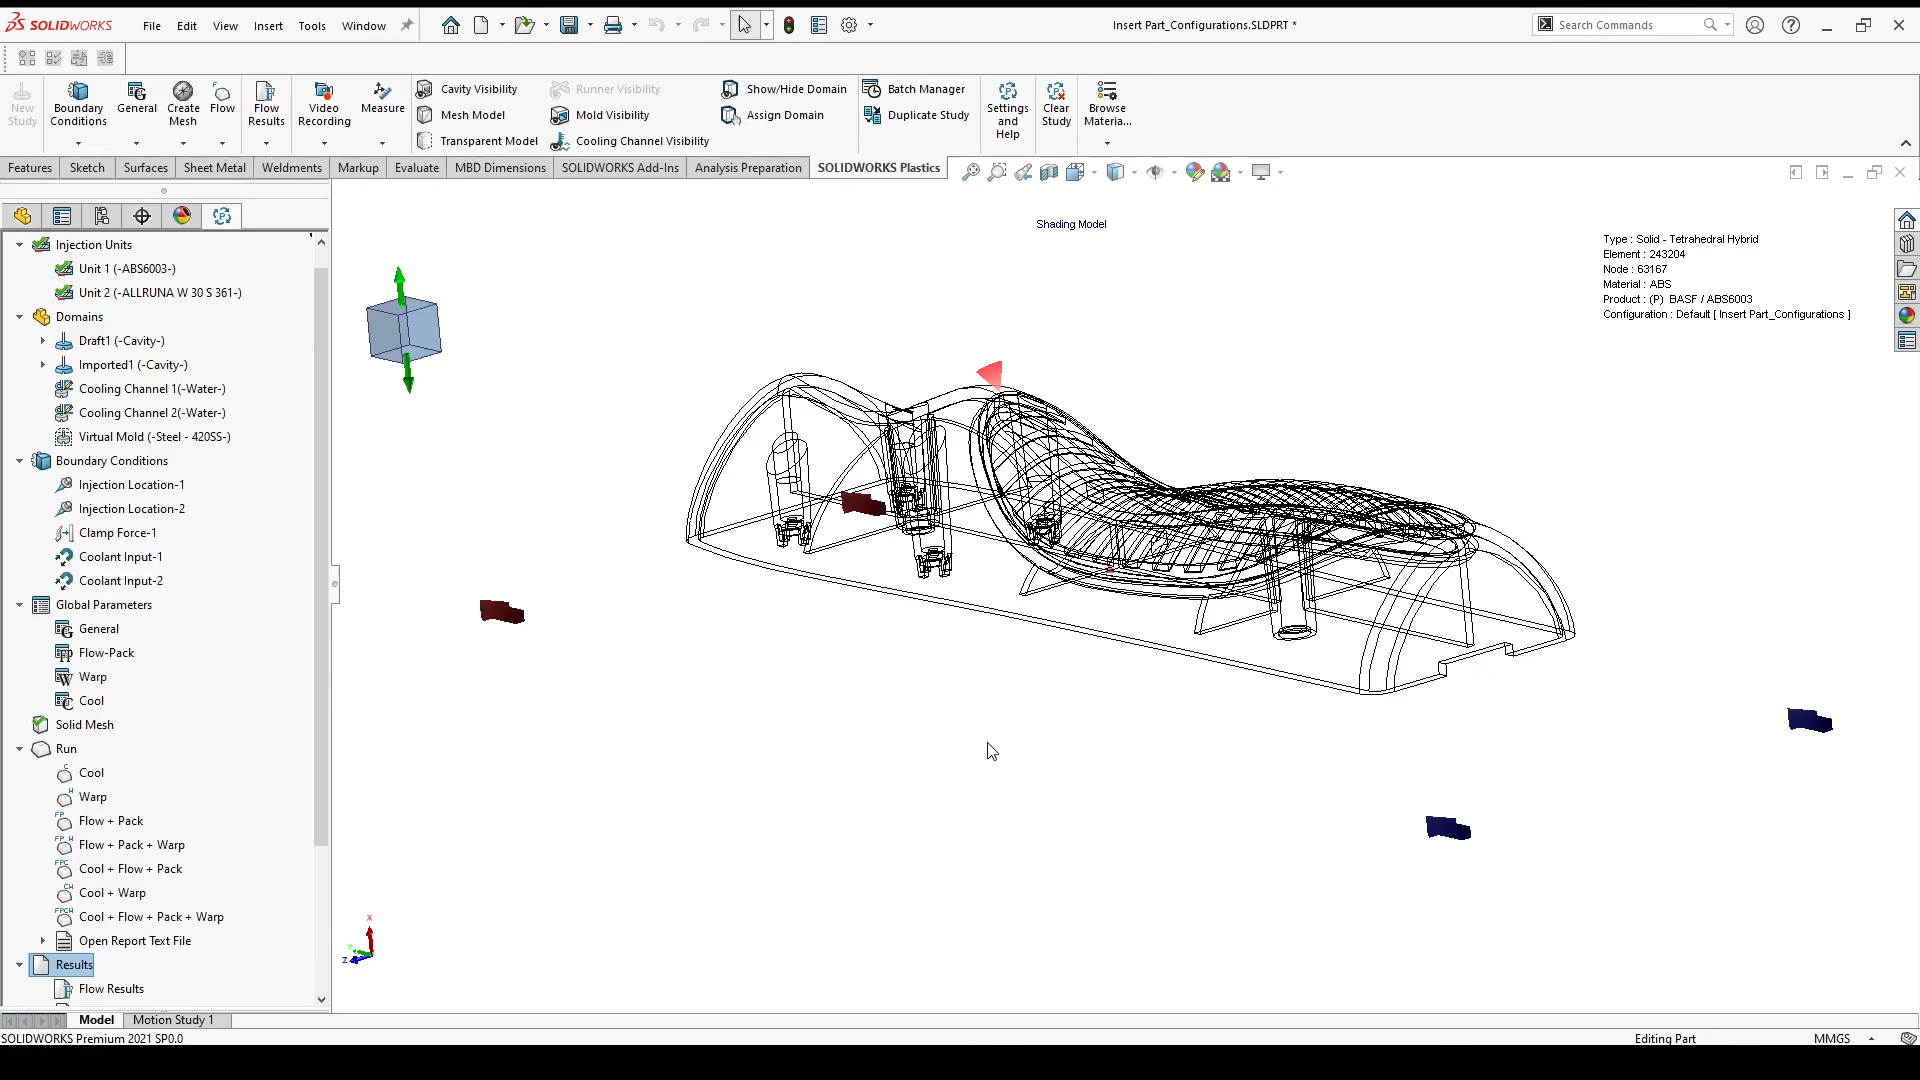 SOLIDWORKS
File Edit View Insert Tools Window
Insert Part_Configurations.SLDPRT *
Search Commands
New Study
Boundary Conditions
General
Create Mesh
Flow
Flow Results
Video Recording
Measure
Cavity Visibility
Mesh Model
Transparent Model
Runner Visibility
Mold Visibility
Cooling Channel Visibility
Show/Hide Domain
Assign Domain
Batch Manager
Duplicate Study
Settings and Help
Clear Study
Browse Materia...
Features Sketch Surfaces Sheet Metal Weldments Markup Evaluate MBD Dimensions SOLIDWORKS Add-Ins Analysis Preparation SOLIDWORKS Plastics
Injection Units
Unit 1 (-ABS6003-)
Unit 2 (-ALLRUNA W 30 S 361-)
Domains
Draft1 (-Cavity-)
Imported1 (-Cavity-)
Cooling Channel 1(-Water-)
Cooling Channel 2(-Water-)
Virtual Mold (-Steel - 420SS-)
Boundary Conditions
Injection Location-1
Injection Location-2
Clamp Force-1
Coolant Input-1
Coolant Input-2
Global Parameters
General
Flow-Pack
Warp
Cool
Solid Mesh
Run
Cool
Warp
Flow + Pack
Flow + Pack + Warp
Cool + Flow + Pack
Cool + Warp
Cool + Flow + Pack + Warp
Open Report Text File
Results
Flow Results
Shading Model
Type : Solid - Tetrahedral Hybrid
Element : 243204
Node : 63167
Material : ABS
Product : (P) BASF / ABS6003
Configuration : Default [ Insert Part_Configurations ]
x
Y
Z
Model Motion Study 1
SOLIDWORKS Premium 2021 SP0.0
Editing Part
MMGS